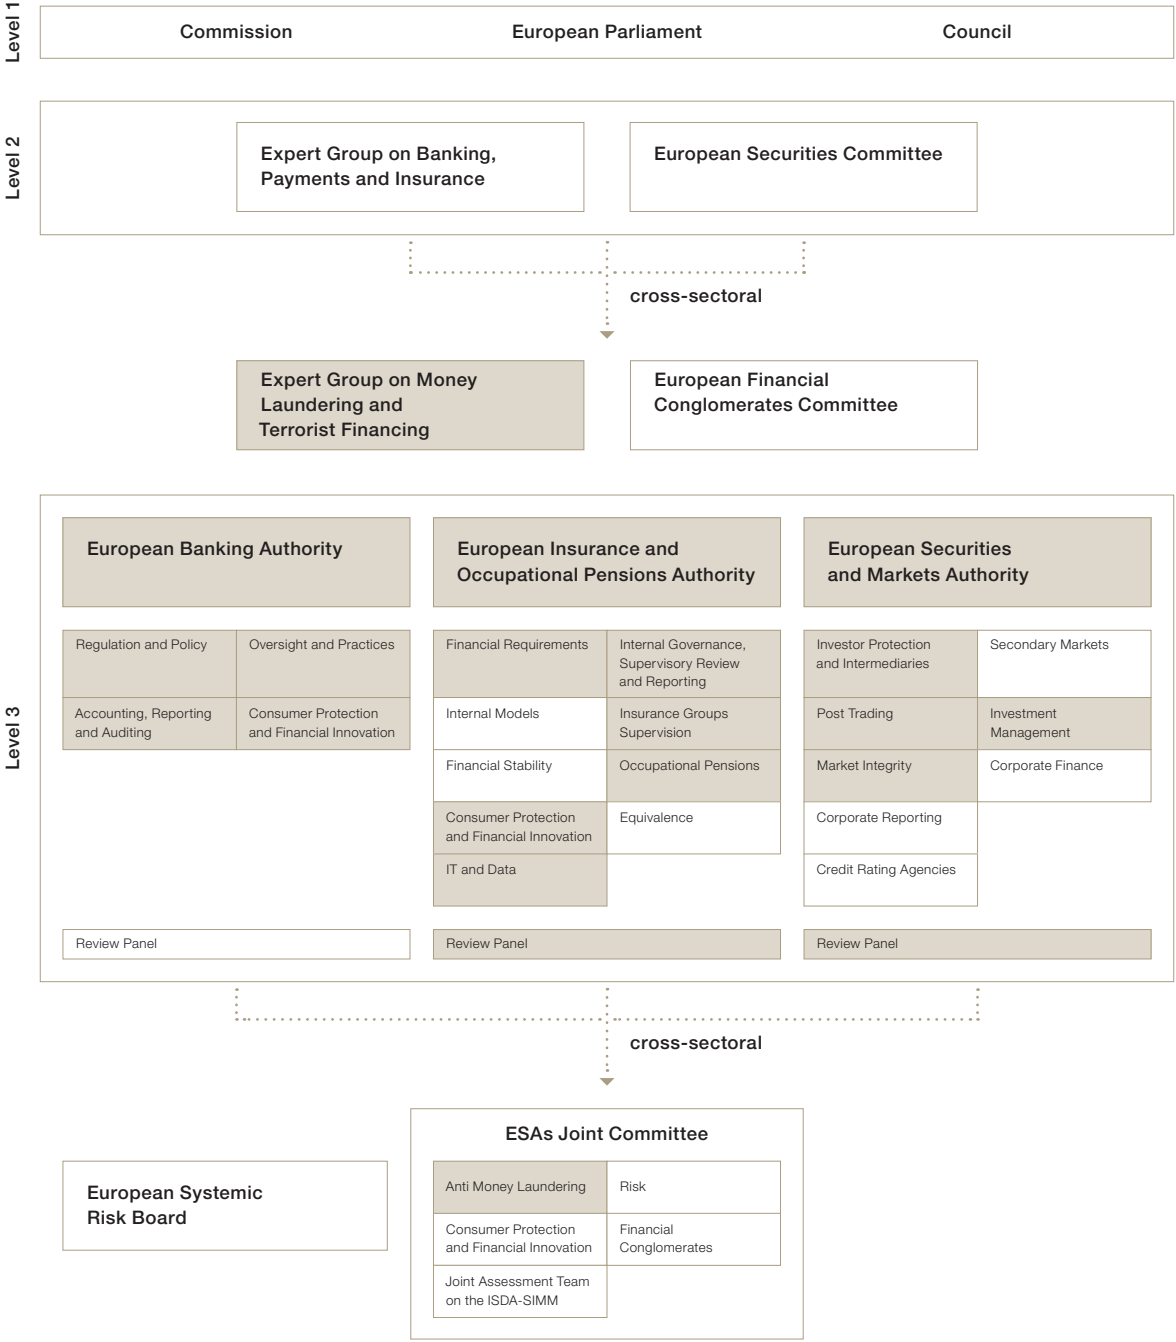 Level 1
Commission
European Parliament
Council
Level 2
Expert Group on Banking,
Payments and Insurance
European Securities Committee
cross-sectoral
Expert Group on Money
Laundering and
Terrorist Financing
European Financial
Conglomerates Committee
Level 3
European Banking Authority
European Insurance and
Occupational Pensions Authority
European Securities
and Markets Authority
Regulation and Policy
Oversight and Practices
Accounting, Reporting
and Auditing
Consumer Protection
and Financial Innovation
Financial Requirements
Internal Governance,
Supervisory Review
and Reporting
Internal Models
Insurance Groups
Supervision
Financial Stability
Occupational Pensions
Consumer Protection
and Financial Innovation
Equivalence
IT and Data
Investor Protection
and Intermediaries
Secondary Markets
Post Trading
Investment
Management
Market Integrity
Corporate Finance
Corporate Reporting
Credit Rating Agencies
Review Panel
Review Panel
Review Panel
cross-sectoral
European Systemic
Risk Board
ESAs Joint Committee
Anti Money Laundering
Risk
Consumer Protection
and Financial Innovation
Financial
Conglomerates
Joint Assessment Team
on the ISDA-SIMM